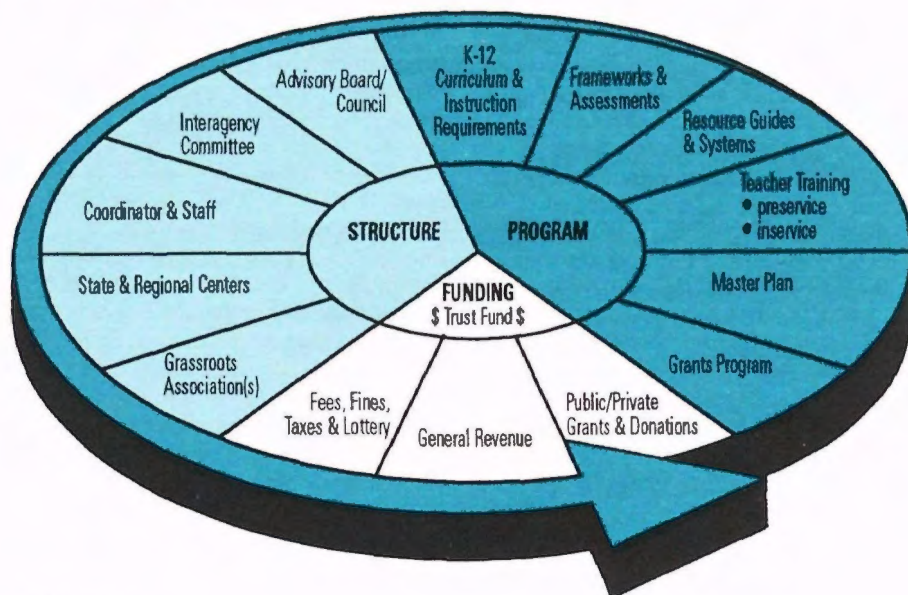 Advisory Board/
Council
Interagency
Committee
Coordinator & Staff
State & Regional Centers
Grassroots
Association(s)
STRUCTURE
K-12
Curriculum &
Instruction
Requirements
Frameworks &
Assessments
Resource Guides
& Systems
Teacher Training
• preservice
• inservice
Master Plan
Grants Program
PROGRAM
FUNDING
$ Trust Fund $
Fees, Fines,
Taxes & Lottery
General Revenue
Public/Private
Grants & Donations